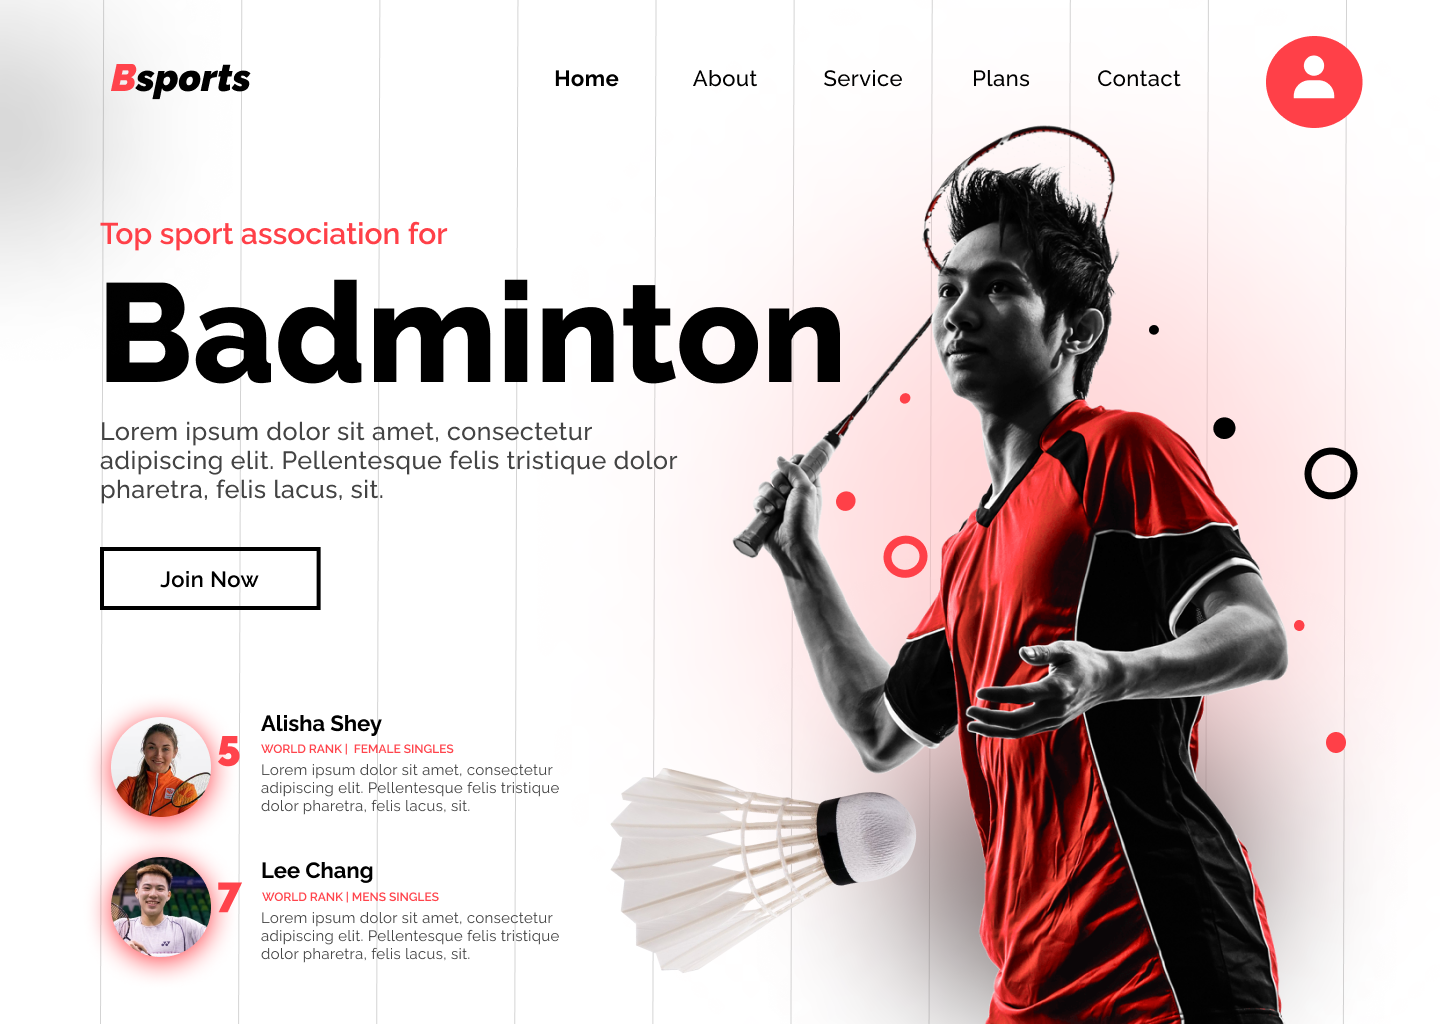 Bsports
Home About Service Plans Contact
Top sport association for
Badminton
Lorem ipsum dolor sit amet, consectetur
adipiscing elit. Pellentesque felis tristique dolor
pharetra, felis lacus, sit.
Join Now
5
Alisha Shey
WORLD RANK | FEMALE SINGLES
Lorem ipsum dolor sit amet, consectetur
adipiscing elit. Pellentesque felis tristique
dolor pharetra, felis lacus, sit.
7
Lee Chang
WORLD RANK | MENS SINGLES
Lorem ipsum dolor sit amet, consectetur
adipiscing elit. Pellentesque felis tristique
dolor pharetra, felis lacus, sit.